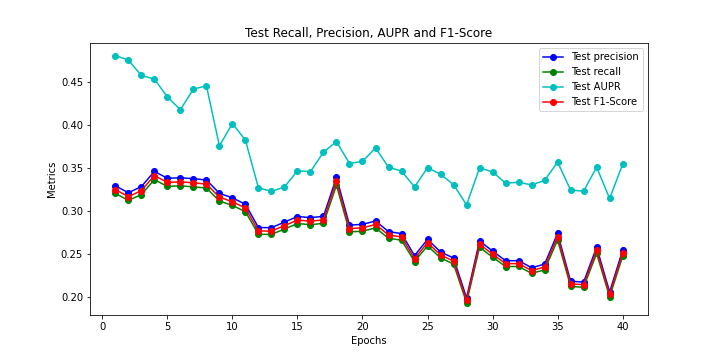 Test Recall, Precision, AUPR and F1-Score
Test precision
Test recall
Test AUPR
Test F1-Score
Metrics
0.45
0.40
0.35
0.30
0.25
0.20
0 5 10 15 20 25 30 35 40
Epochs